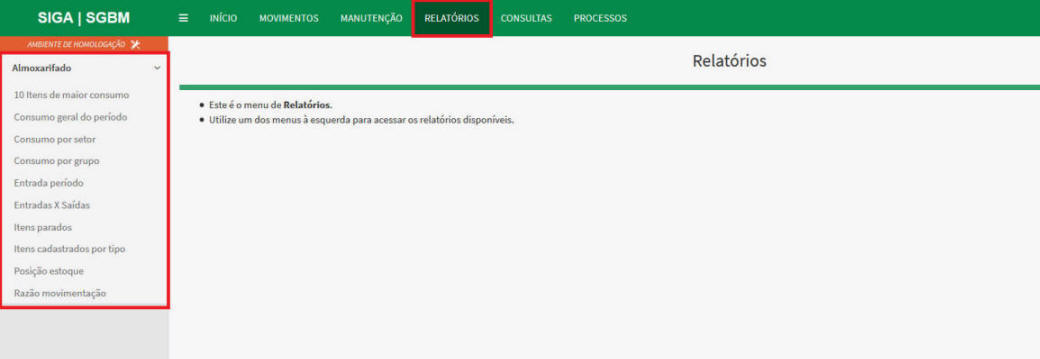 SIGA | SGBM
INÍCIO MOVIMENTOS MANUTENÇÃO RELATÓRIOS CONSULTAS PROCESSOS
AMBIENTE DE HOMOLOGAÇÃO
Almoxarifado
10 Itens de maior consumo
Consumo geral do período
Consumo por setor
Consumo por grupo
Entrada período
Entradas X Saídas
Itens parados
Itens cadastrados por tipo
Posição estoque
Razão movimentação
Relatórios
• Este é o menu de Relatórios.
• Utilize um dos menus à esquerda para acessar os relatórios disponíveis.